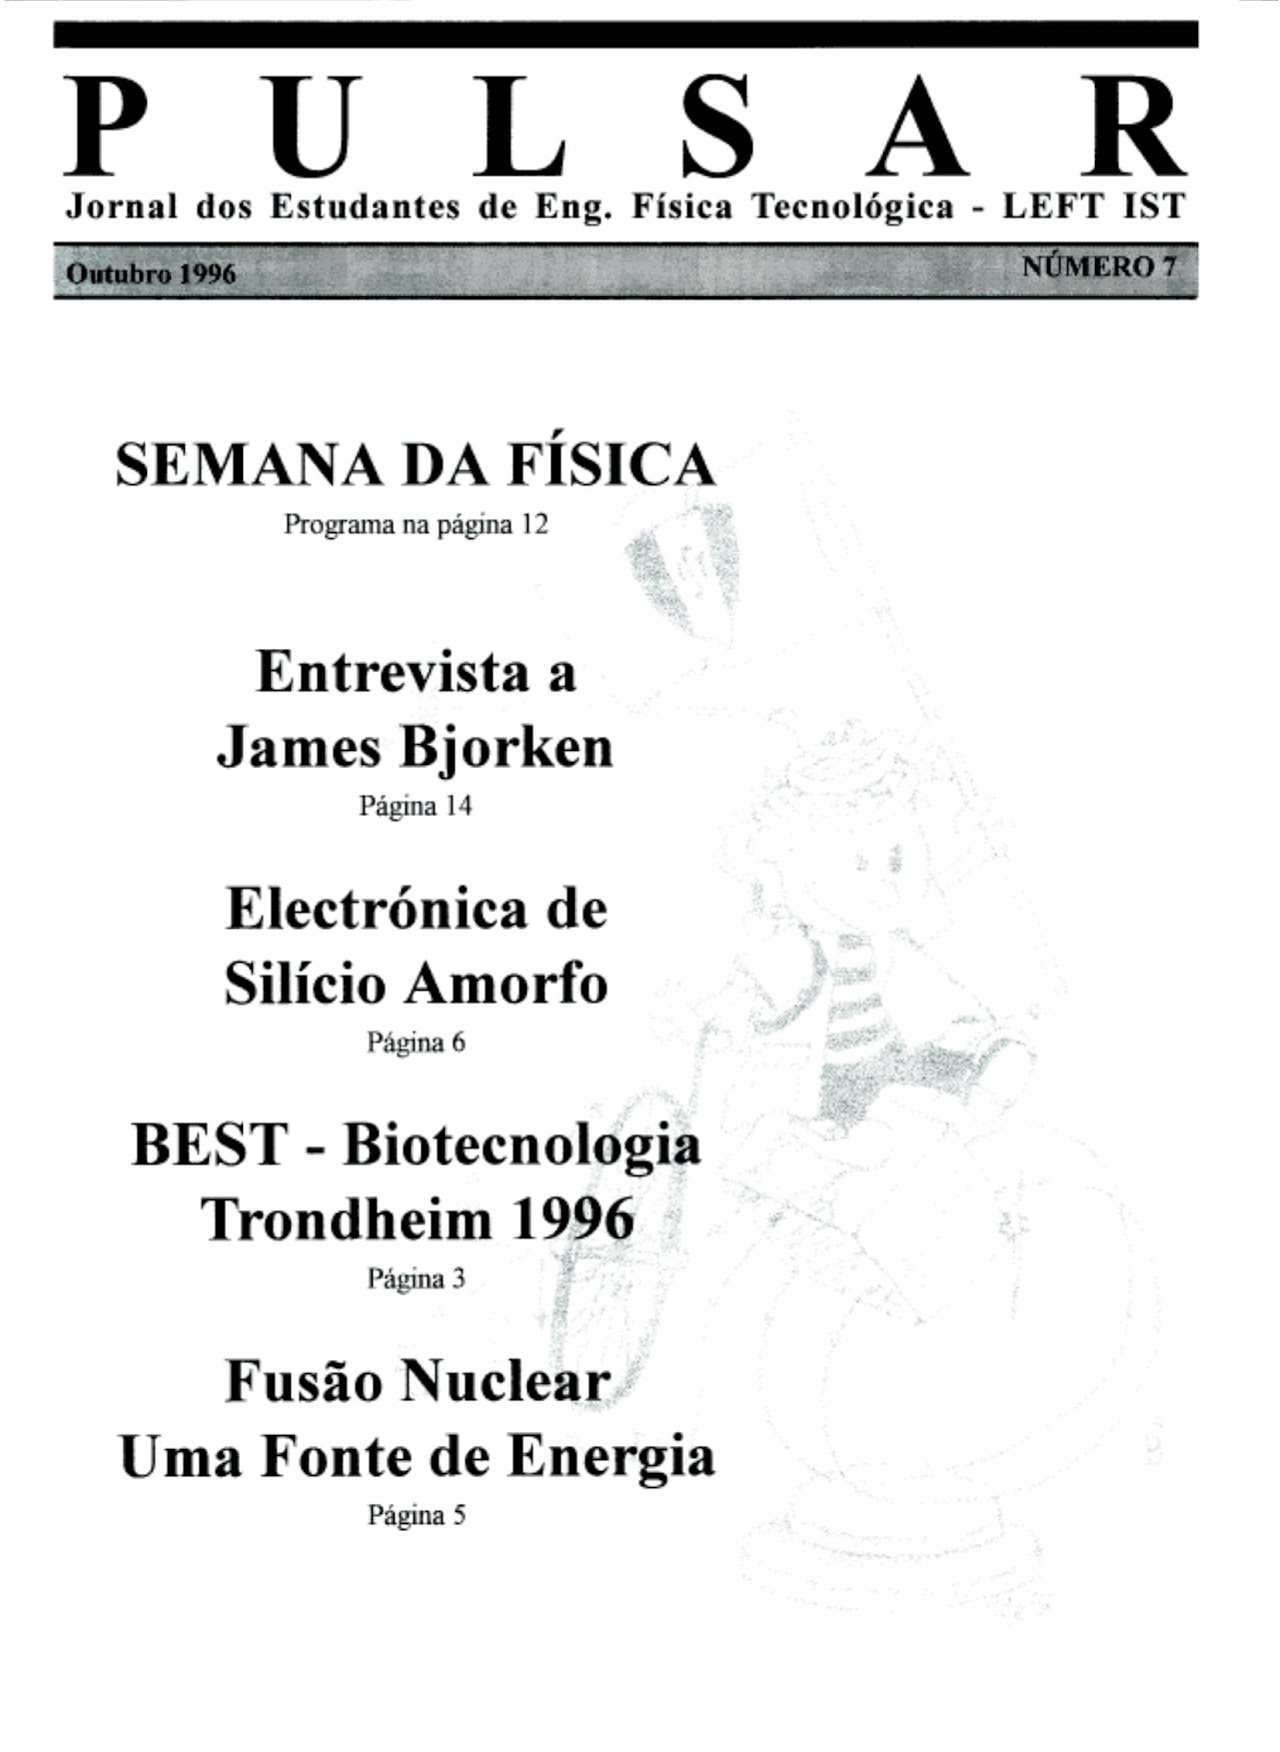 PULSAR
Jornal dos Estudantes de Eng. Física Tecnológica - LEFT IST
Outubro 1996
NÚMERO 7
SEMANA DA FÍSICA
Programa na página 12
Entrevista a
James Bjorken
Página 14
Electrónica de
Silício Amorfo
Página 6
BEST - Biotecnologia
Trondheim 1996
Página 3
Fusão Nuclear
Uma Fonte de Energia
Página 5